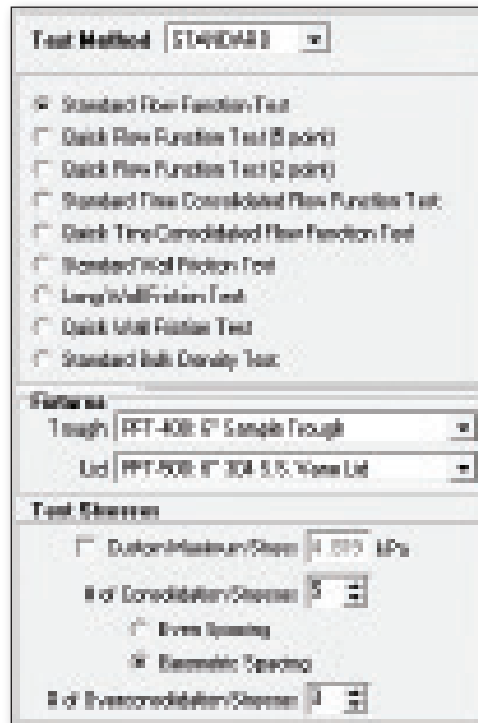 Test Method STANDARD
Standard Flow Function Test
Quick Flow Function Test (5 point)
Quick Flow Function Test (2 point)
Standard Time Consolidated Flow Function Test
Quick Time Consolidated Flow Function Test
Standard Wall Friction Test
Long Wall Friction Test
Quick Wall Friction Test
Standard Bulk Density Test
Fixtures
Trough PFT-408: 6" Sample Trough
Lid 6" 304 S.S. Vane Lid
Test Stresses
Custom Maximum Stress kPa
# of Consolidation Stresses 5
Even Spacing
Geometric Spacing
# of Overconsolidation Stresses 3